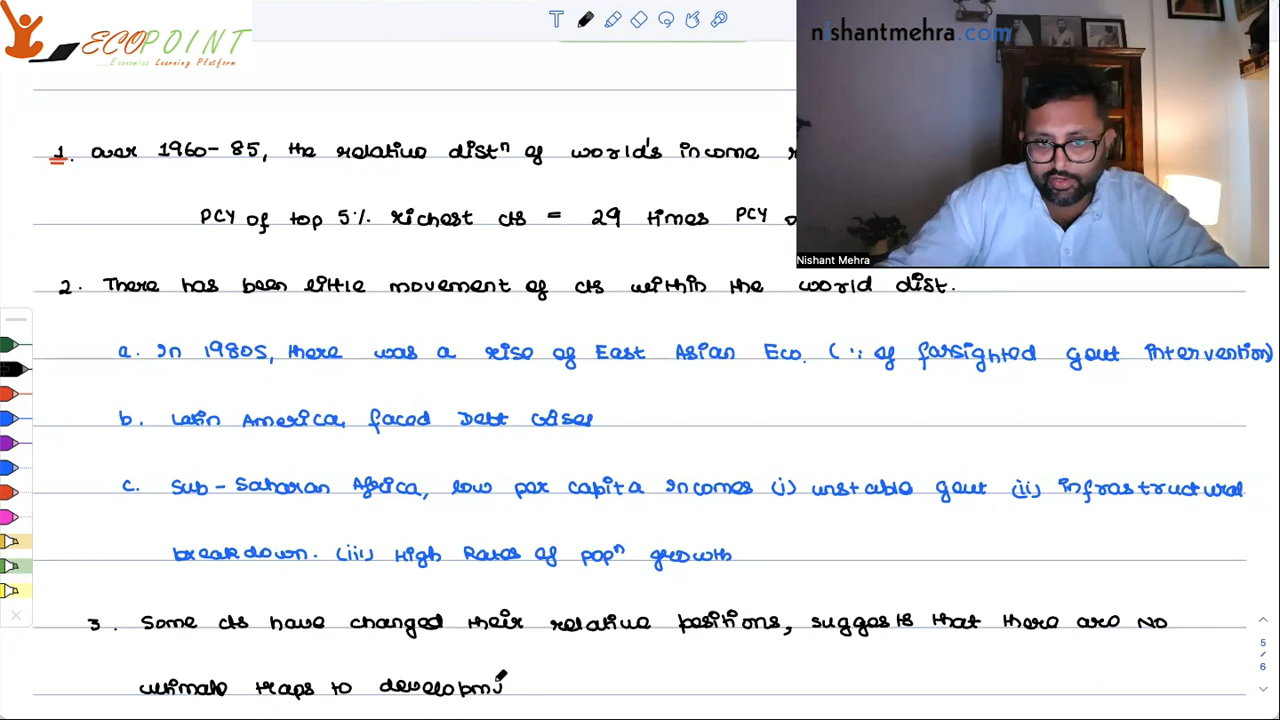 ECOPOINT
.....Economics Learning Platform
T
nishantmehra.com
Nishant Mehra
1. over 1960-85, the relative distⁿ of world's income
PCY of top 5% richest cts = 29 times PCY
2. There has been little movement of cts within the world dist.
a. In 1980s, there was a rise of East Asian Eco. (∵ of farsighted govt intervention)
b. Latin America, faced Debt Crises
c. Sub-Saharan Africa, low per capita incomes (i) unstable govt (ii) infrastructural
breakdown. (iii) High Rates of popⁿ growth
3. Some cts have changed their relative positions, suggests that there are No
ultimate traps to developm
5
/
6